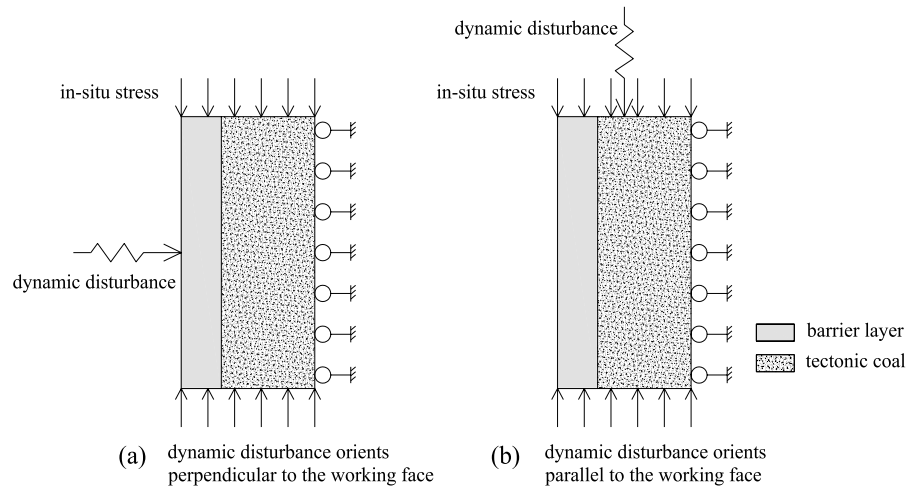 dynamic disturbance
in-situ stress
in-situ stress
dynamic disturbance
barrier layer
tectonic coal
(a) dynamic disturbance orients
perpendicular to the working face
(b) dynamic disturbance orients
parallel to the working face